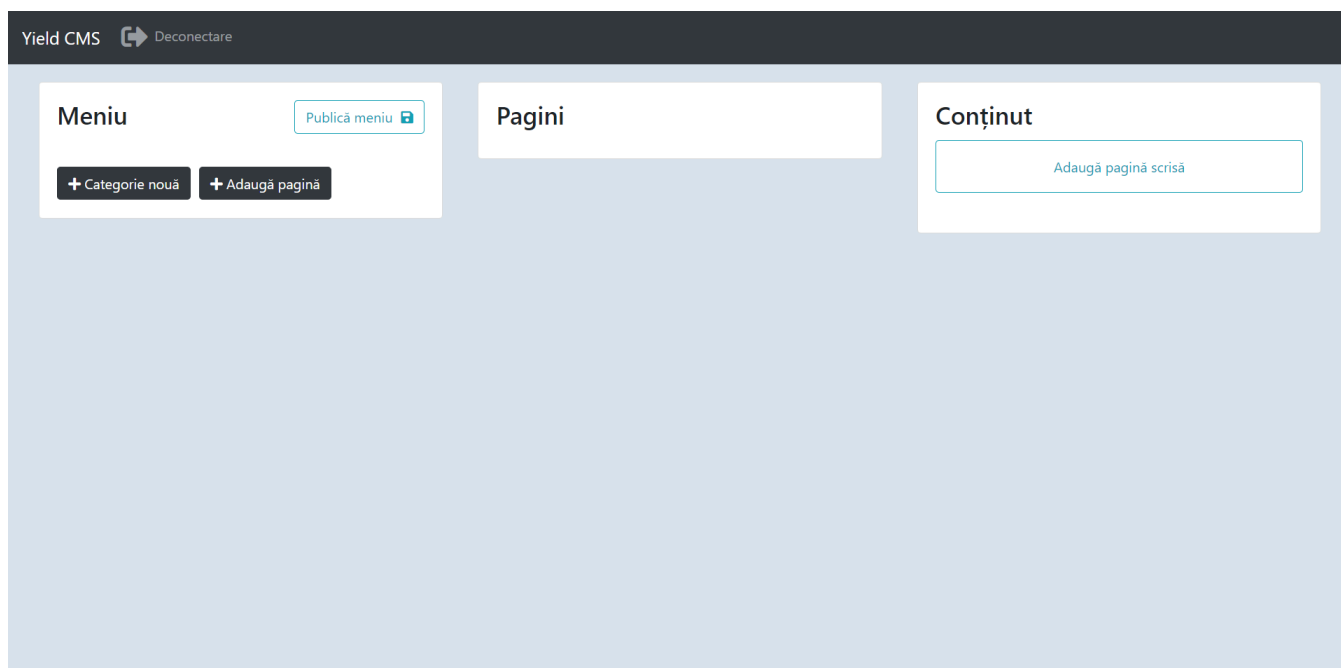 Yield CMS Deconectare
Meniu
Publică meniu
Categorie nouă
Adaugă pagină
Pagini
Conținut
Adaugă pagină scrisă